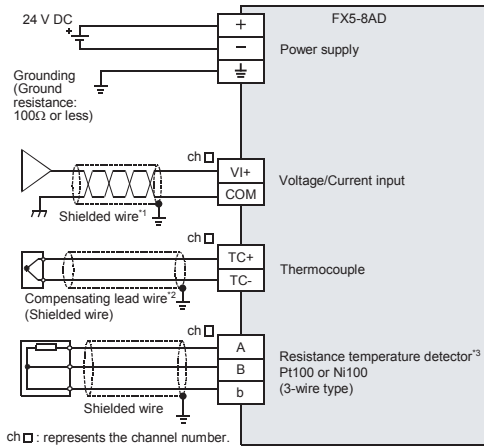 24 V DC
+
FX5-8AD
+
−
Power supply
Grounding
(Ground
resistance:
100Ω or less)
ch□
VI+
Voltage/Current input
COM
Shielded wire*1
ch□
TC+
Thermocouple
TC-
Compensating lead wire*2
(Shielded wire)
ch□
A
Resistance temperature detector*3
B
Pt100 or Ni100
b
(3-wire type)
Shielded wire
ch□ : represents the channel number.